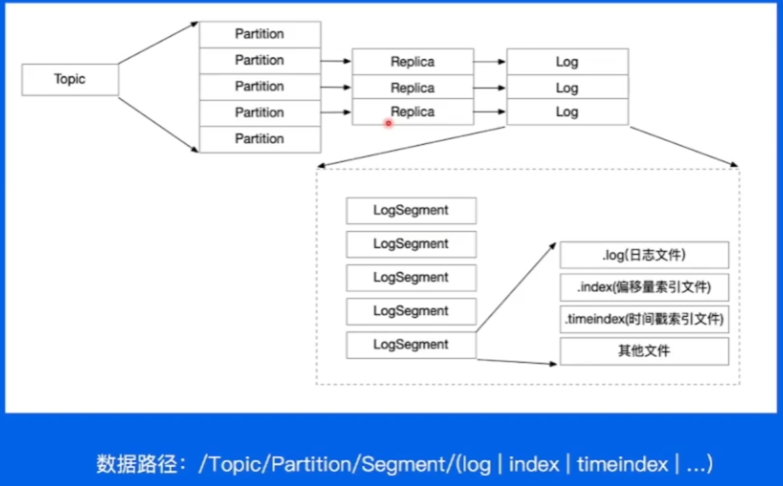 Topic
Partition
Partition
Partition
Partition
Partition
Replica
Replica
Replica
Log
Log
Log
LogSegment
LogSegment
LogSegment
LogSegment
LogSegment
.log(日志文件)
.index(偏移量索引文件)
.timeindex(时间戳索引文件)
其他文件
数据路径：/Topic/Partition/Segment/(log | index | timeindex | ...)